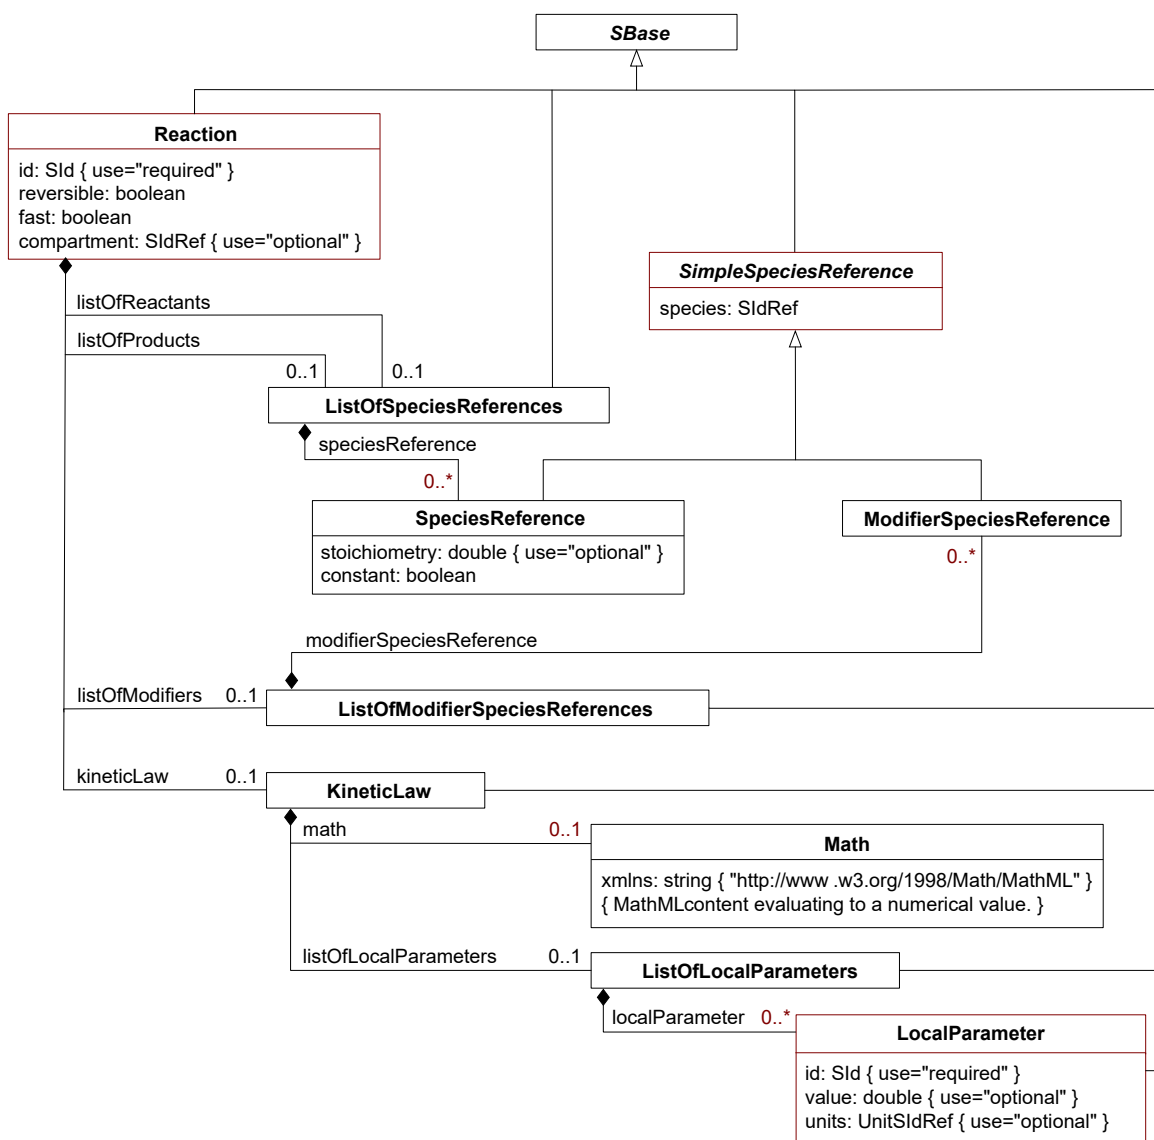 SBase
Reaction
id: SId { use="required" }
reversible: boolean
fast: boolean
compartment: SIdRef { use="optional" }
SimpleSpeciesReference
species: SIdRef
listOfReactants
listOfProducts
0..1
0..1
ListOfSpeciesReferences
speciesReference
0..*
SpeciesReference
stoichiometry: double { use="optional" }
constant: boolean
ModifierSpeciesReference
0..*
modifierSpeciesReference
listOfModifiers 0..1
ListOfModifierSpeciesReferences
kineticLaw 0..1
KineticLaw
math 0..1
Math
xmlns: string { "http://www .w3.org/1998/Math/MathML" }
{ MathMLcontent evaluating to a numerical value. }
listOfLocalParameters 0..1
ListOfLocalParameters
localParameter 0..*
LocalParameter
id: SId { use="required" }
value: double { use="optional" }
units: UnitSIdRef { use="optional" }